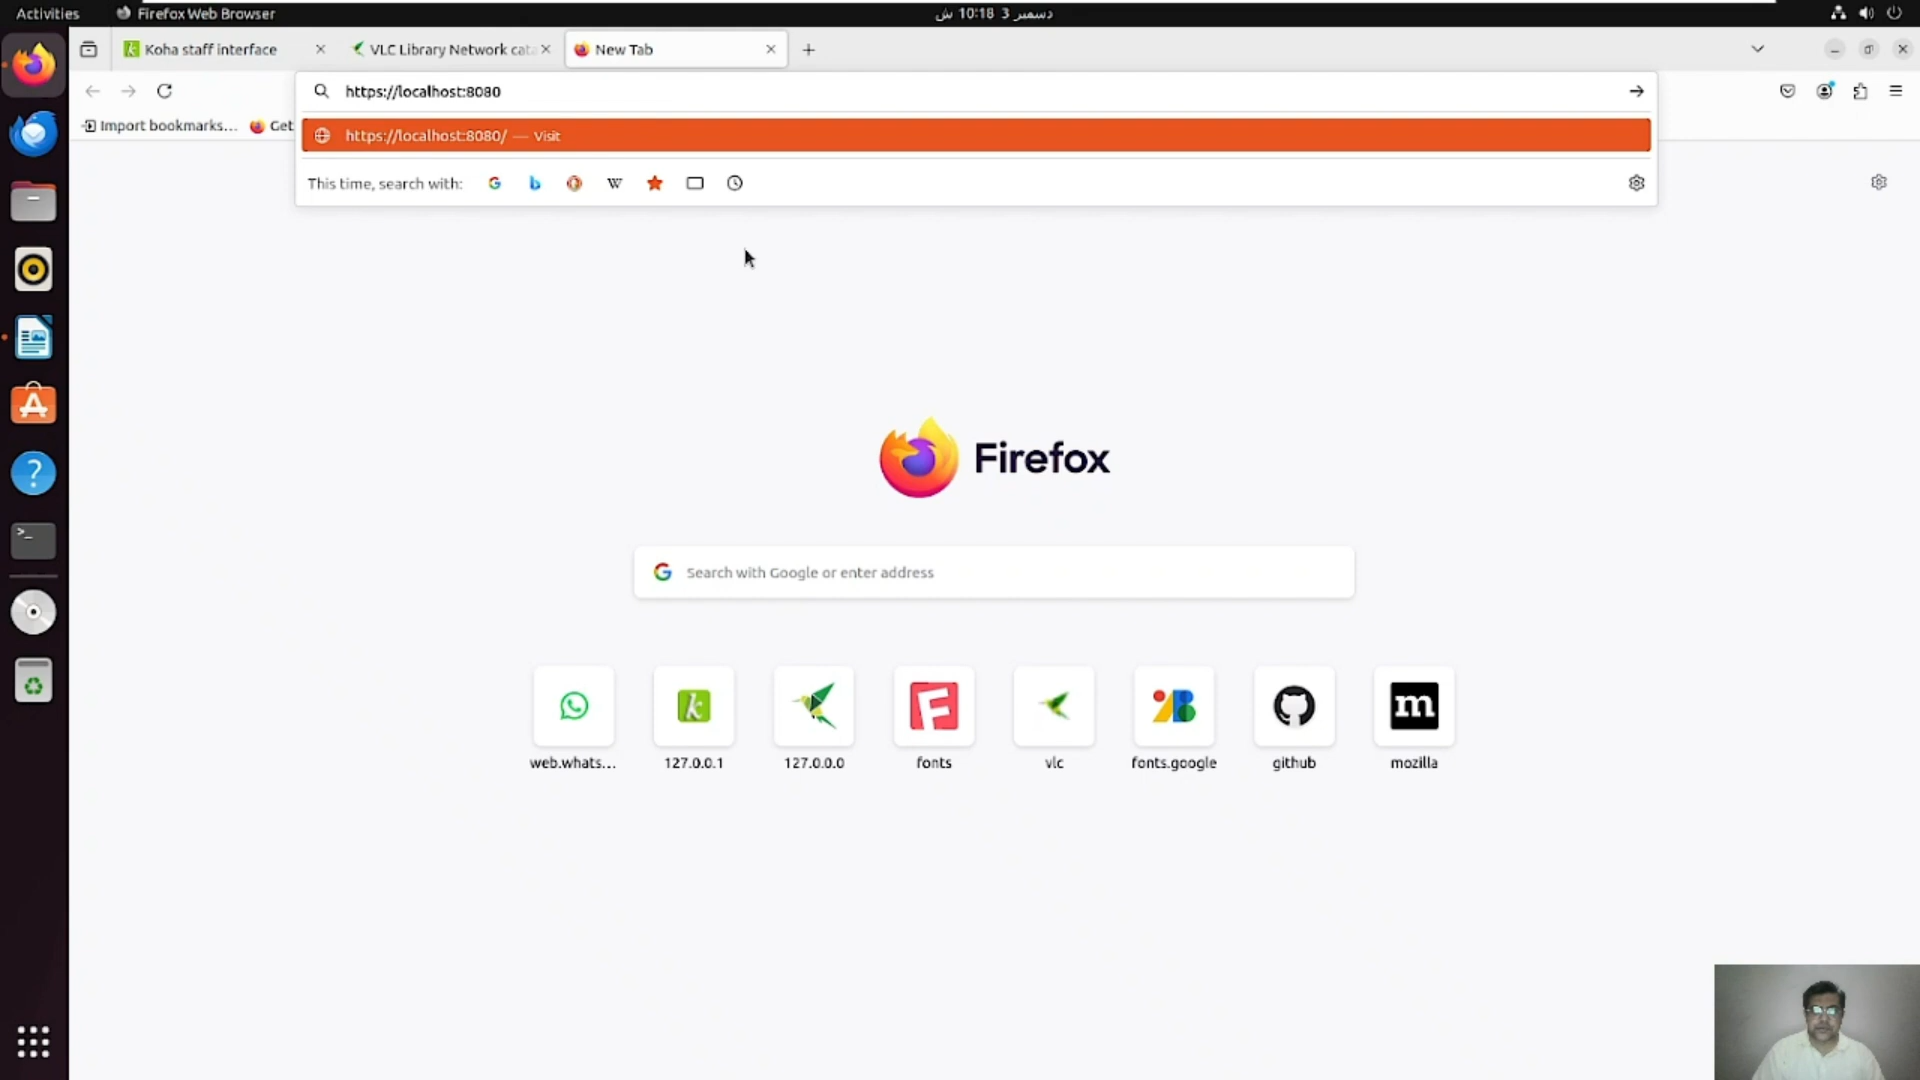 Activities
Firefox Web Browser
دسمبر 3 10:18 ش
Koha staff interface
VLC Library Network cata
New Tab
https://localhost:8080
Import bookmarks...
Get
https://localhost:8080/ — Visit
This time, search with:
Firefox
Search with Google or enter address
web.whats...
127.0.0.1
127.0.0.0
fonts
vlc
fonts.google
github
mozilla